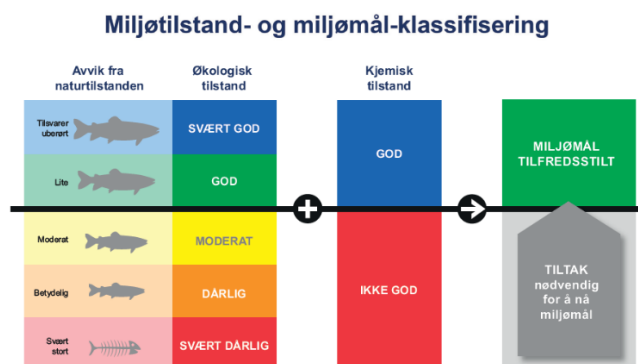 Miljøtilstand- og miljømål-klassifisering
Avvik fra
naturtilstanden
Økologisk
tilstand
Kjemisk
tilstand
Tilsvarer
uberørt
SVÆRT GOD
Lite
GOD
GOD
MILJØMÅL
TILFREDSSTILT
Moderat
MODERAT
Betydelig
DÅRLIG
IKKE GOD
TILTAK
nødvendig
for å nå
miljømål
Svært
stort
SVÆRT DÅRLIG